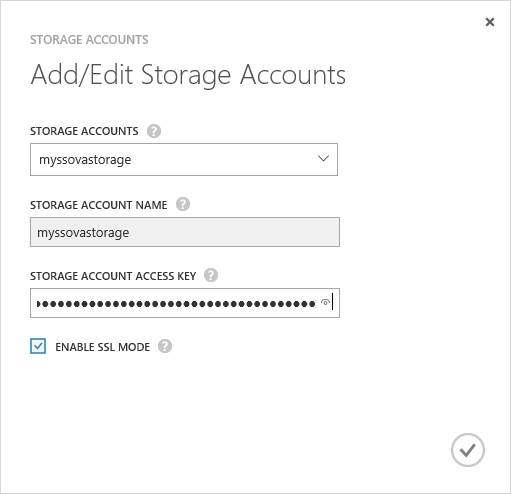 STORAGE ACCOUNTS
Add/Edit Storage Accounts
STORAGE ACCOUNTS ?
myssovastorage
STORAGE ACCOUNT NAME ?
myssovastorage
STORAGE ACCOUNT ACCESS KEY ?
ENABLE SSL MODE ?